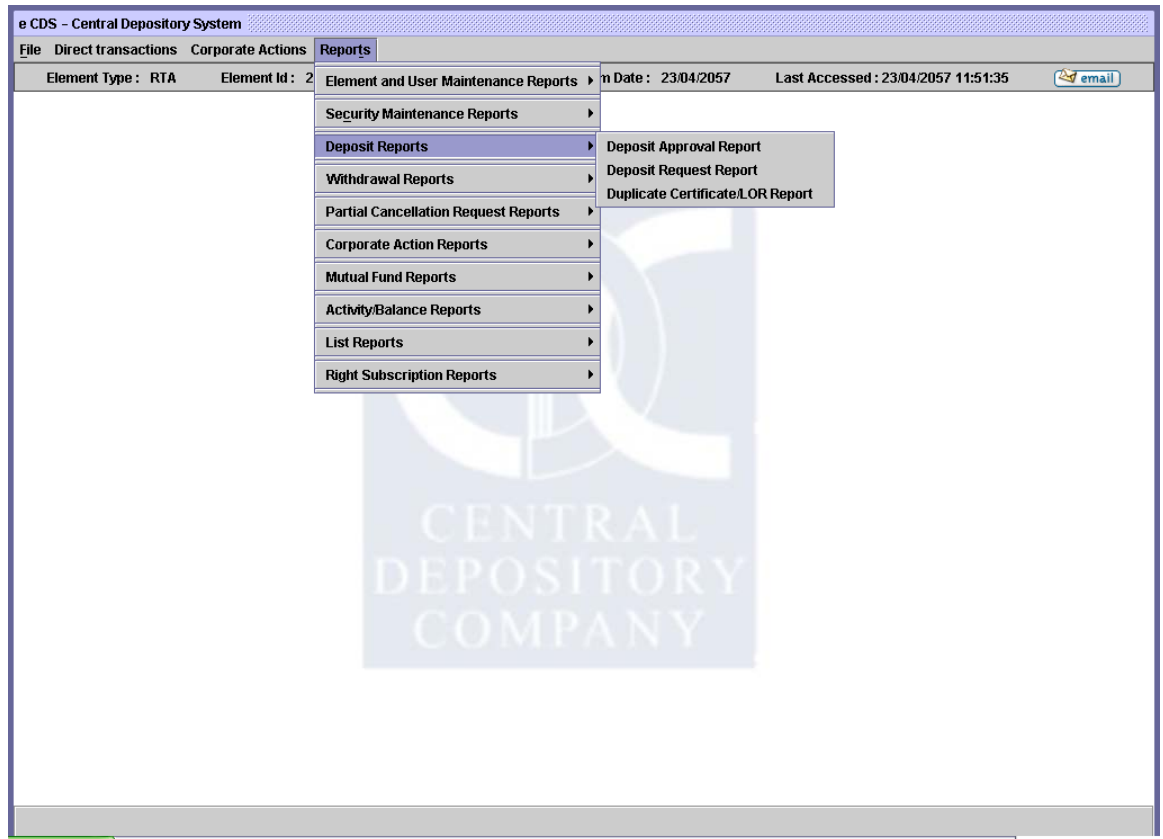 e CDS – Central Depository System
File Direct transactions Corporate Actions Reports
Element Type : RTA Element Id : 2 n Date : 23/04/2057 Last Accessed : 23/04/2057 11:51:35 email
Element and User Maintenance Reports
Security Maintenance Reports
Deposit Reports
Deposit Approval Report
Deposit Request Report
Duplicate Certificate/LOR Report
Withdrawal Reports
Partial Cancellation Request Reports
Corporate Action Reports
Mutual Fund Reports
Activity/Balance Reports
List Reports
Right Subscription Reports
CENTRAL
DEPOSITORY
COMPANY